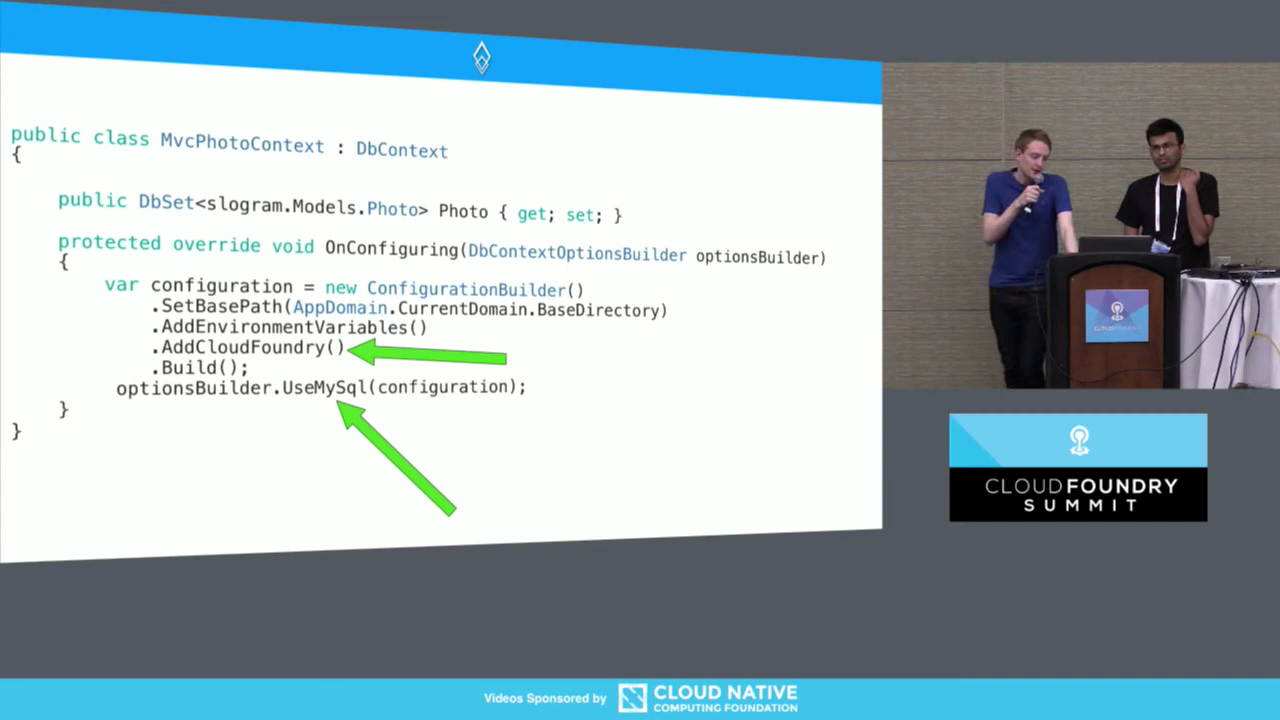 public class MvcPhotoContext : DbContext
{
public DbSet<slogram.Models.Photo> Photo { get; set; }
protected override void OnConfiguring(DbContextOptionsBuilder optionsBuilder)
{
var configuration = new ConfigurationBuilder()
.SetBasePath(AppDomain.CurrentDomain.BaseDirectory)
.AddEnvironmentVariables()
.AddCloudFoundry()
.Build();
optionsBuilder.UseMySql(configuration);
}
}
CLOUD FOUNDRY
CLOUD FOUNDRY
SUMMIT
Videos Sponsored by
CLOUD NATIVE
COMPUTING FOUNDATION